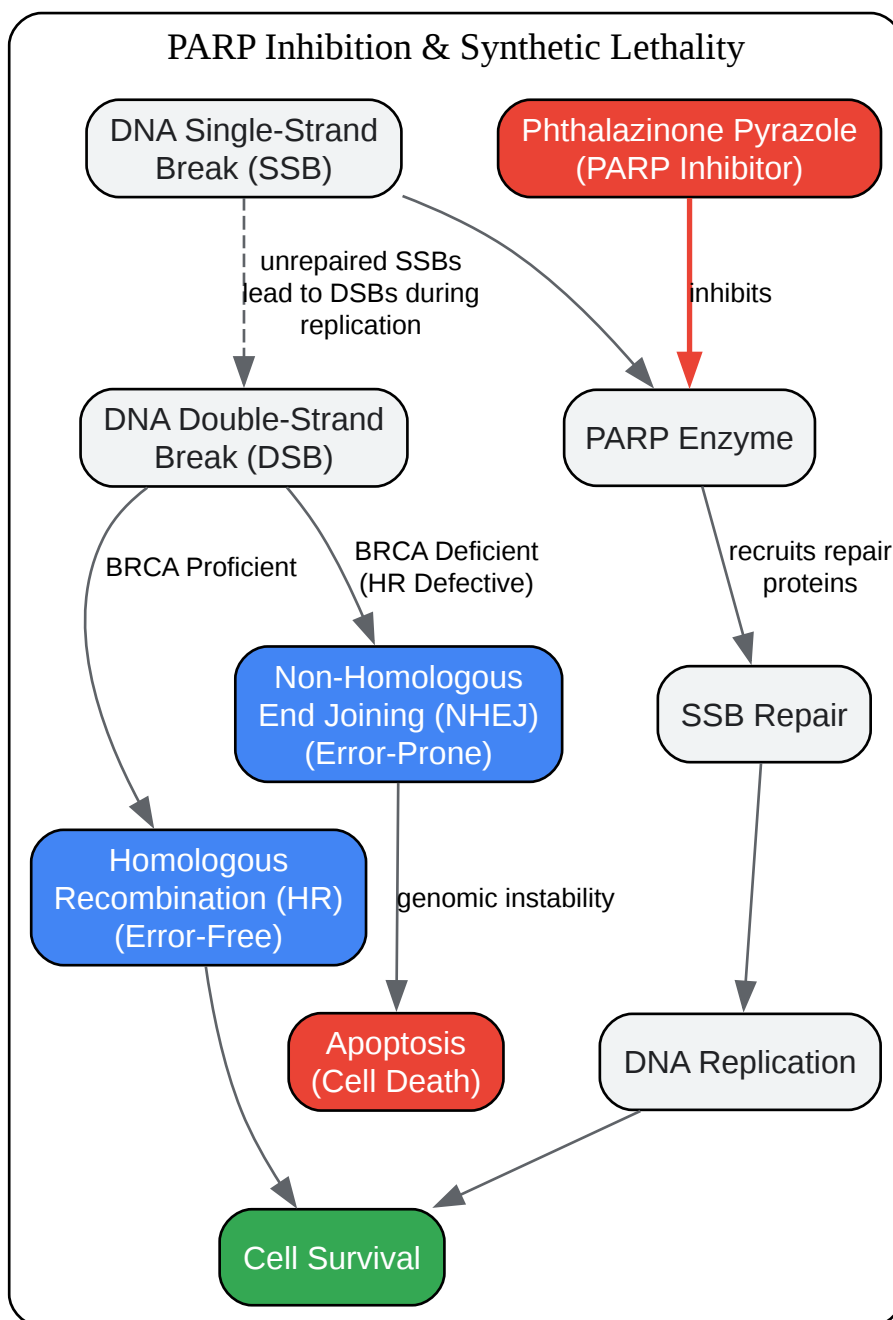 PARP Inhibition & Synthetic Lethality
DNA Single-Strand
Break (SSB)
Phthalazinone Pyrazole
(PARP Inhibitor)
unrepaired SSBs
lead to DSBs during
replication
inhibits
DNA Double-Strand
Break (DSB)
PARP Enzyme
BRCA Proficient
BRCA Deficient
(HR Defective)
recruits repair
proteins
Non-Homologous
End Joining (NHEJ)
(Error-Prone)
SSB Repair
Homologous
Recombination (HR)
(Error-Free)
genomic instability
Apoptosis
(Cell Death)
DNA Replication
Cell Survival